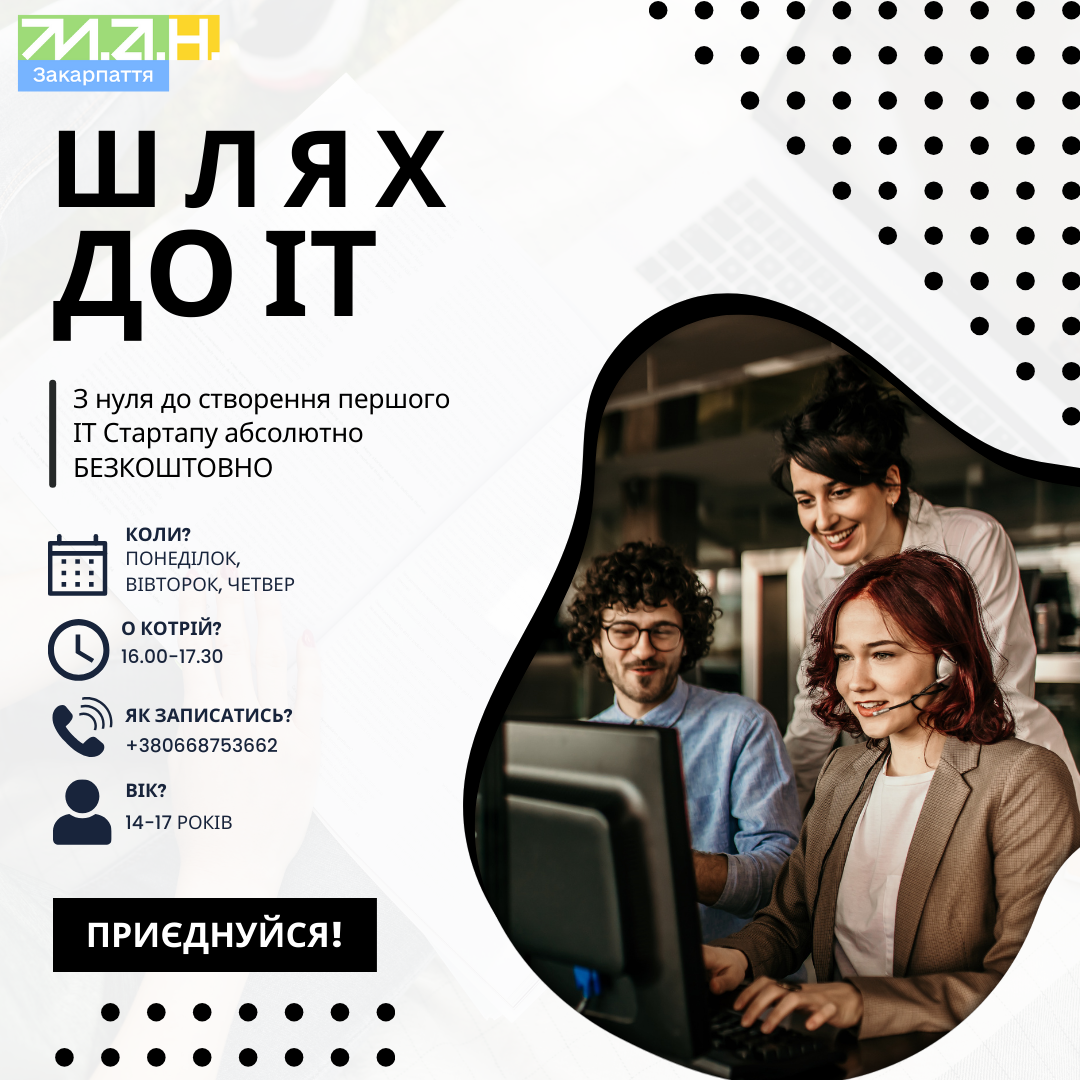 М.А.Н.
Закарпаття
ШЛЯХ
ДО ІТ
З нуля до створення першого
ІТ Стартапу абсолютно
БЕЗКОШТОВНО
КОЛИ?
ПОНЕДІЛОК,
ВІВТОРОК, ЧЕТВЕР
О КОТРІЙ?
16.00-17.30
ЯК ЗАПИСАТИСЬ?
+380668753662
ВІК?
14-17 РОКІВ
ПРИЄДНУЙСЯ!